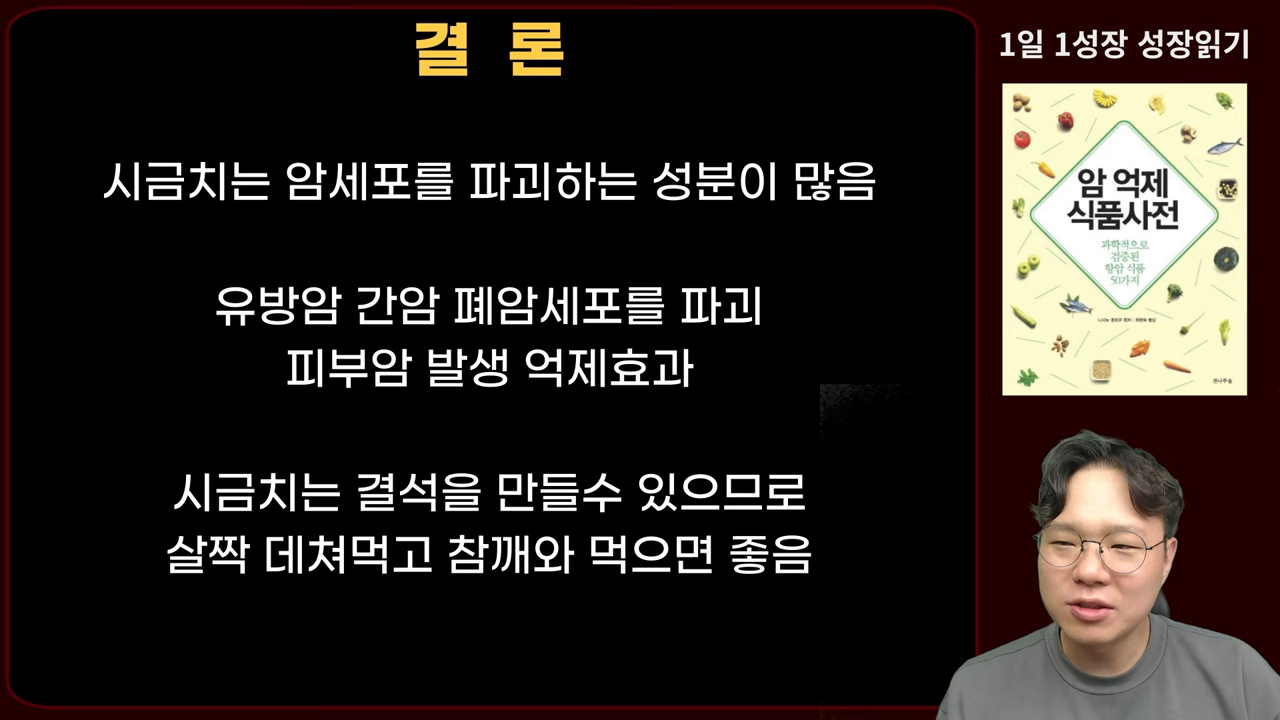 결 론
시금치는 암세포를 파괴하는 성분이 많음
유방암 간암 폐암세포를 파괴
피부암 발생 억제효과
시금치는 결석을 만들수 있으므로
살짝 데쳐먹고 참깨와 먹으면 좋음
1일 1성장 성장읽기
암 억제
식품사전
과학적으로
검증된
항암 식품
50가지
전나무숲